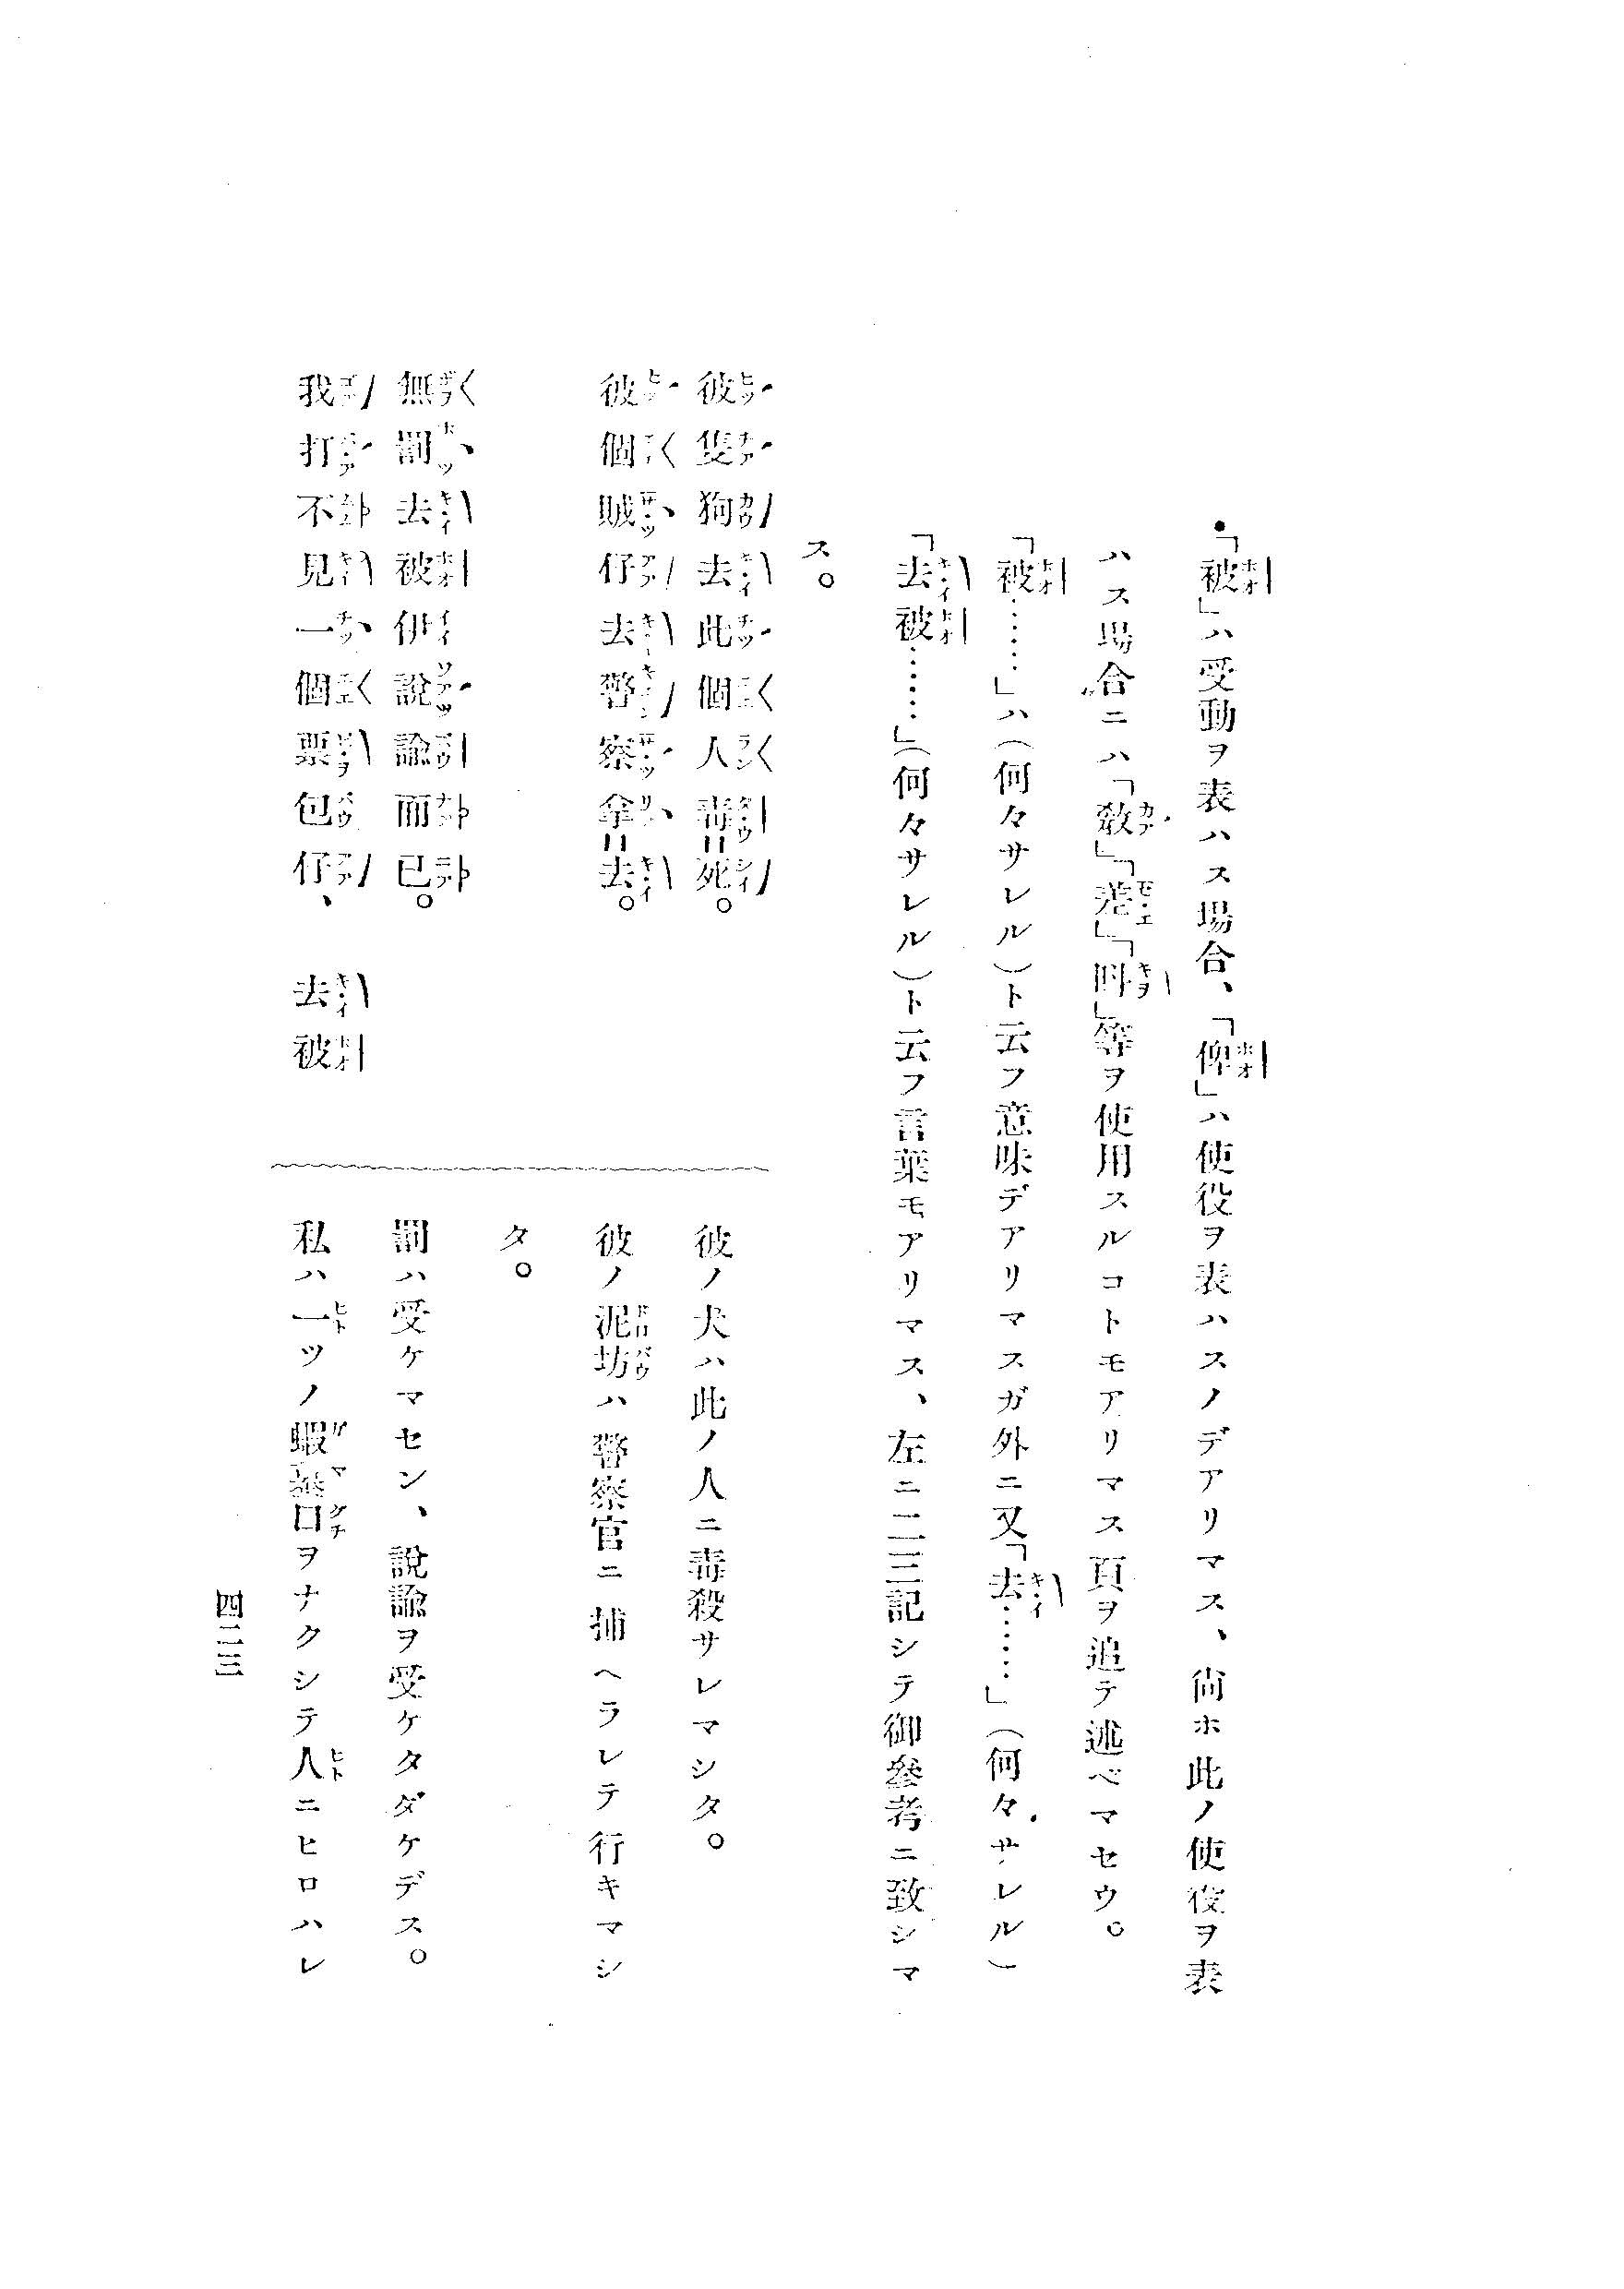 「被」ハ受動ヲ表ハス場合、「俾」ハ使役ヲ表ハスノデアリマス、尙ホ此ノ使役ヲ表
ハス場合ニハ「敎」「差」「叫」等ヲ使用スルコトモアリマス頁ヲ追テ述ベマセウ。
「被……」ハ(何々サレル)ト云フ意味デアリマスガ外ニ又「去……」(何々サレル)
「去被……」(何々サレル)ト云フ言葉モアリマス、左ニ二三記シテ御參考ニ致シマ
ス。
彼隻狗去此個人毒=死。
彼ノ犬ハ此ノ人ニ毒殺サレマシタ。
彼個賊仔去警察拿=去。
彼ノ泥坊ハ警察官ニ捕ヘラレテ行キマシ
タ。
無罰去被伊說諭而已。
罰ハ受ケマセン、說諭ヲ受ケタダケデス。
我打不見一個票包仔、去被
私ハ一ツノ蝦蟇口ヲナクシテ人ニヒロハレ
四二三